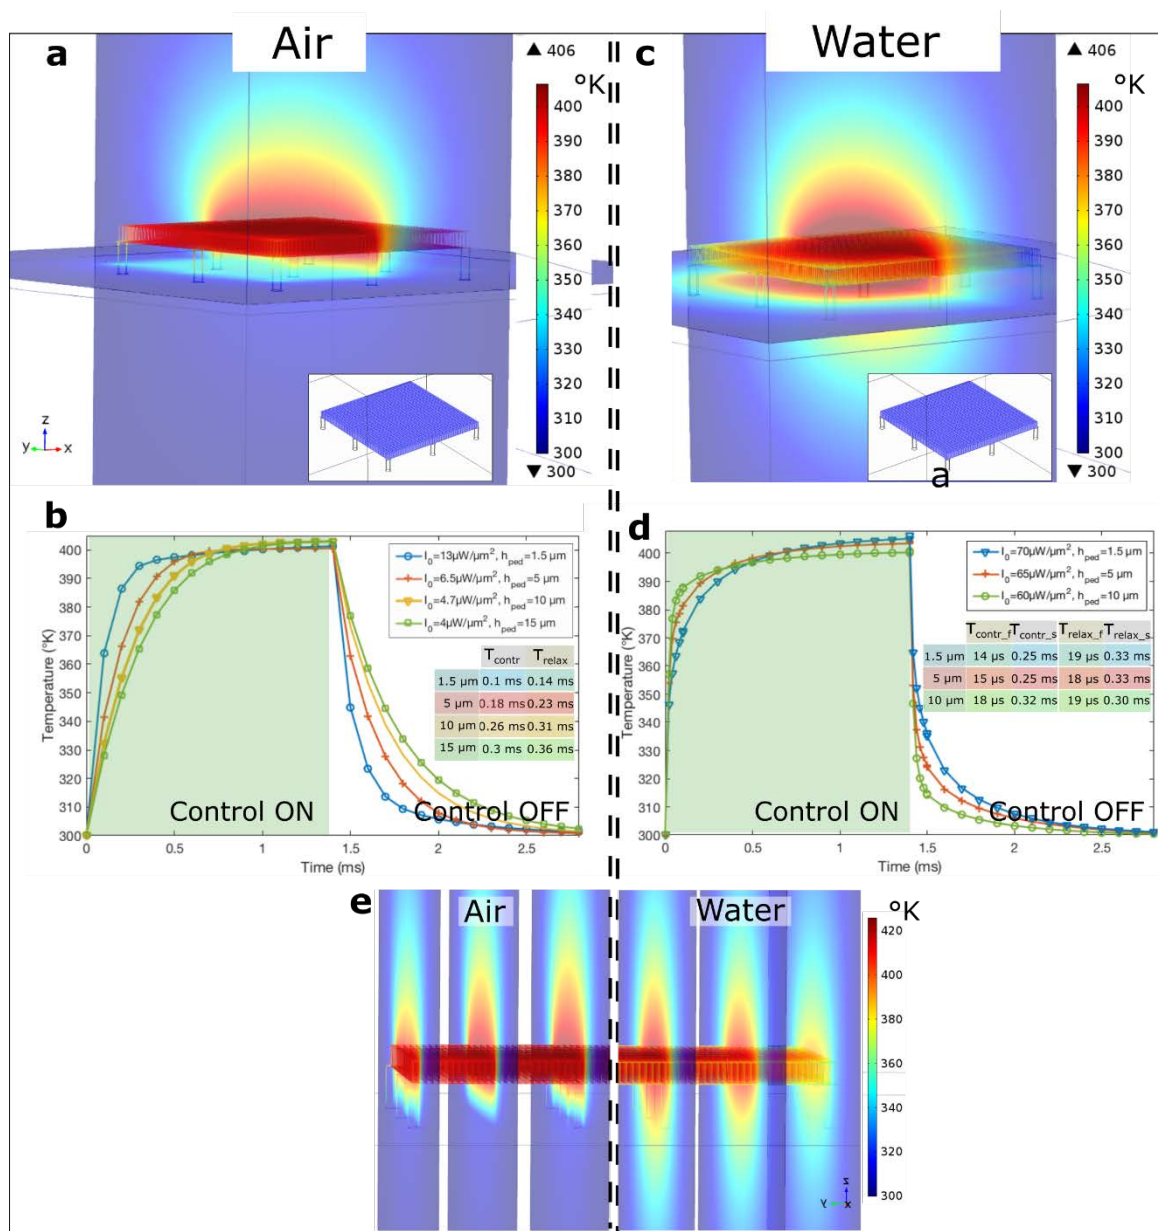 a
Air
▲ 406
°K
400
390
380
370
360
350
340
330
320
310
300
▼ 300
z
y
x
c
Water
▲ 406
°K
400
390
380
370
360
350
340
330
320
310
300
▼ 300
a
b
Temperature (°K)
400
390
380
370
360
350
340
330
320
310
300
I₀=13µW/µm², hped=1.5 µm
I₀=6.5µW/µm², hped=5 µm
I₀=4.7µW/µm², hped=10 µm
I₀=4µW/µm², hped=15 µm
Tcontr Trelax
1.5 µm 0.1 ms 0.14 ms
5 µm 0.18 ms 0.23 ms
10 µm 0.26 ms 0.31 ms
15 µm 0.3 ms 0.36 ms
Control ON
Control OFF
0 0.5 1 1.5 2 2.5
Time (ms)
d
Temperature (°K)
400
390
380
370
360
350
340
330
320
310
300
I₀=70µW/µm², hped=1.5 µm
I₀=65µW/µm², hped=5 µm
I₀=60µW/µm², hped=10 µm
Tcontr_f Tcontr_s Trelax_f Trelax_s
1.5 µm 14 µs 0.25 ms 19 µs 0.33 ms
5 µm 15 µs 0.25 ms 18 µs 0.33 ms
10 µm 18 µs 0.32 ms 19 µs 0.30 ms
Control ON
Control OFF
0 0.5 1 1.5 2 2.5
Time (ms)
e
Air
Water
°K
420
400
380
360
340
320
300
z
y
x